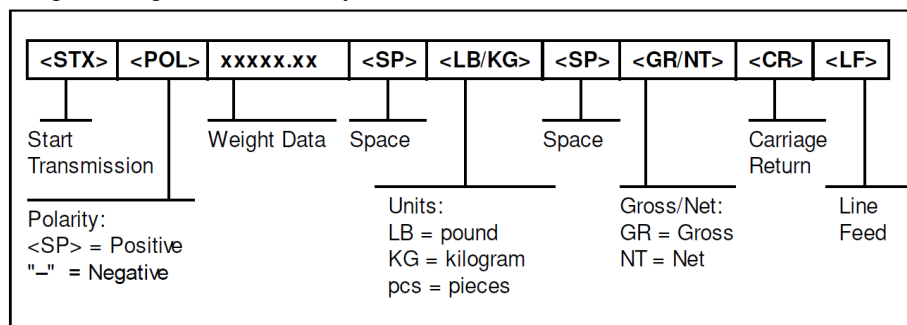 <STX> <POL> xxxxx.xx <SP> <LB/KG> <SP> <GR/NT> <CR> <LF>
Start
Transmission
Weight Data
Space
Space
Carriage
Return
Polarity:
<SP> = Positive
"–" = Negative
Units:
LB = pound
KG = kilogram
pcs = pieces
Gross/Net:
GR = Gross
NT = Net
Line
Feed